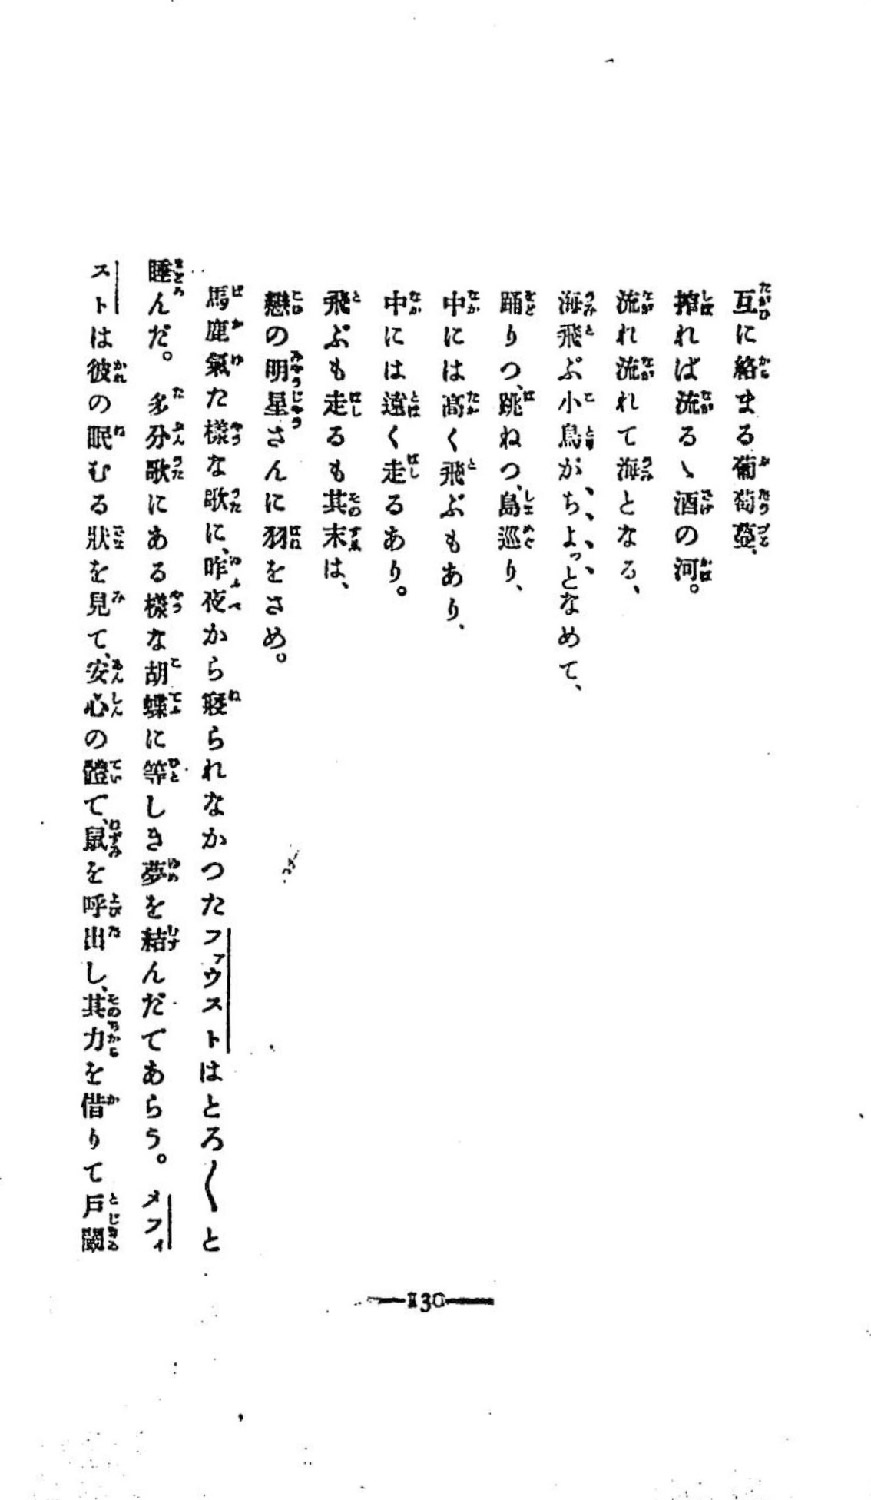 互に絡まる葡萄蔓、
搾れば流るゝ酒の河。
流れ流れて海となる、
海飛ぶ小鳥がちよつとなめて、
踊りつ、跳ねつ、島巡り、
中には高く飛ぶもあり、
中には遠く走るあり。
飛ぶも走るも其末は、
戀の明星さんに羽をさめ。
馬鹿氣た樣な歌に、昨夜から寢られなかつたファウストはとろ〱と
睡んだ。多分歌にある樣な胡蝶に等しき夢を結んだであらう。メフィ
ストは彼の眠むる狀を見て、安心の體で、鼠を呼出し、其力を借りて戸閾
130